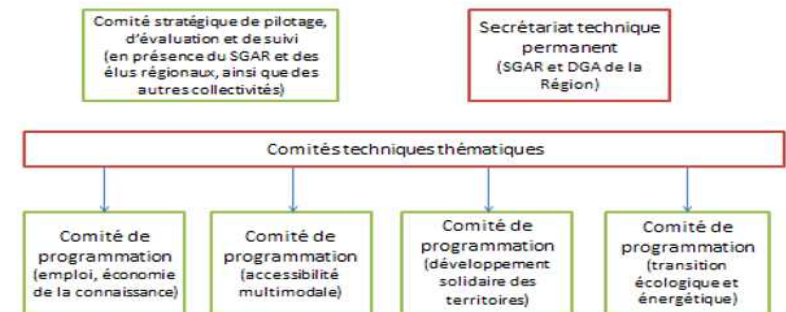 Comité stratégique de pilotage,
d'évaluation et de suivi
(en présence du SGAR et des
élus régionaux, ainsi que des
autres collectivités)
Secrétariat technique
permanent
(SGAR et DGA de la
Région)
Comités techniques thématiques
Comité de
programmation
(emploi, économie
de la connaissance)
Comité de
programmation
(accessibilité
multimodale)
Comité de
programmation
(développement
solidaire des
territoires)
Comité de
programmation
(transition
écologique et
énergétique)